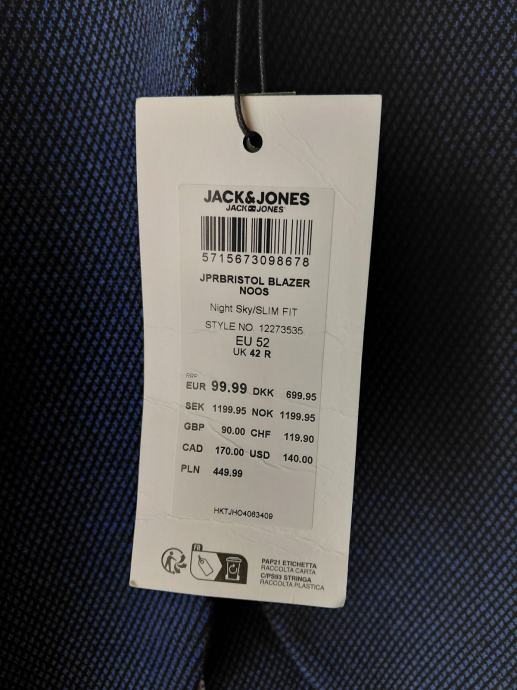 JACK&JONES
JACK JONES
5715673098678
JPRBRISTOL BLAZER
NOOS
Night Sky/SLIM FIT
STYLE NO. 12273535
EU 52
UK 42 R
RRP
EUR 99.99 DKK 699.95
SEK 1199.95 NOK 1199.95
GBP 90.00 CHF 119.90
CAD 170.00 USD 140.00
PLN 449.99
HKTJHO4063409
FR
PAP21 ETICHETTA
RACCOLTA CARTA
C/PS93 STRINGA
RACCOLTA PLASTICA